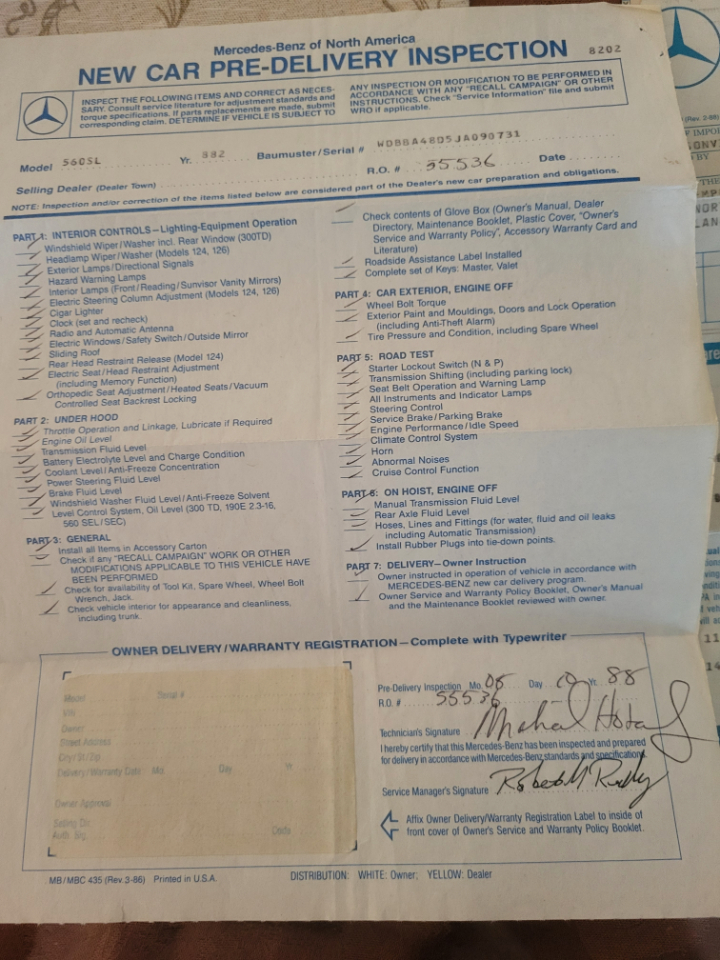 Mercedes-Benz of North America
NEW CAR PRE-DELIVERY INSPECTION
8202
INSPECT THE FOLLOWING ITEMS AND CORRECT AS NECES-
SARY. Consult service literature for adjustment standards and
torque specifications. If parts replacements are made, submit
corresponding claim. DETERMINE IF VEHICLE IS SUBJECT TO
ANY INSPECTION OR MODIFICATION TO BE PERFORMED IN
ACCORDANCE WITH ANY "RECALL CAMPAIGN" OR OTHER
INSTRUCTIONS. Check "Service Information" file and submit
WRO if applicable.
Model 560SL Yr. 882 Baumuster/Serial # WDBBA48D5JA090731
Selling Dealer (Dealer Town) R.O. # 55536 Date
NOTE: Inspection and/or correction of the items listed below are considered part of the Dealer's new car preparation and obligations.
PART 1: INTERIOR CONTROLS—Lighting-Equipment Operation
Windshield Wiper/Washer incl. Rear Window (300TD)
Headlamp Wiper/Washer (Models 124, 126)
Exterior Lamps/Directional Signals
Hazard Warning Lamps
Interior Lamps (Front/Reading/Sunvisor Vanity Mirrors)
Electric Steering Column Adjustment (Models 124, 126)
Cigar Lighter
Clock (set and recheck)
Radio and Automatic Antenna
Electric Windows/Safety Switch/Outside Mirror
Sliding Roof
Rear Head Restraint Release (Model 124)
Electric Seat/Head Restraint Adjustment
(including Memory Function)
Orthopedic Seat Adjustment/Heated Seats/Vacuum
Controlled Seat Backrest Locking
PART 2: UNDER HOOD
Throttle Operation and Linkage, Lubricate if Required
Engine Oil Level
Transmission Fluid Level
Battery Electrolyte Level and Charge Condition
Coolant Level/Anti-Freeze Concentration
Power Steering Fluid Level
Brake Fluid Level
Windshield Washer Fluid Level/Anti-Freeze Solvent
Level Control System, Oil Level (300 TD, 190E 2.3-16,
560 SEL/SEC)
PART 3: GENERAL
Install all Items in Accessory Carton
Check if any "RECALL CAMPAIGN" WORK OR OTHER
MODIFICATIONS APPLICABLE TO THIS VEHICLE HAVE
BEEN PERFORMED
Check for availability of Tool Kit, Spare Wheel, Wheel Bolt
Wrench, Jack.
Check vehicle interior for appearance and cleanliness,
including trunk.
Check contents of Glove Box (Owner's Manual, Dealer
Directory, Maintenance Booklet, Plastic Cover, "Owner's
Service and Warranty Policy", Accessory Warranty Card and
Literature)
Roadside Assistance Label Installed
Complete set of Keys: Master, Valet
PART 4: CAR EXTERIOR, ENGINE OFF
Wheel Bolt Torque
Exterior Paint and Mouldings, Doors and Lock Operation
(including Anti-Theft Alarm)
Tire Pressure and Condition, including Spare Wheel
PART 5: ROAD TEST
Starter Lockout Switch (N & P)
Transmission Shifting (including parking lock)
Seat Belt Operation and Warning Lamp
All Instruments and Indicator Lamps
Steering Control
Service Brake/Parking Brake
Engine Performance/Idle Speed
Climate Control System
Horn
Abnormal Noises
Cruise Control Function
PART 6: ON HOIST, ENGINE OFF
Manual Transmission Fluid Level
Rear Axle Fluid Level
Hoses, Lines and Fittings (for water, fluid and oil leaks
including Automatic Transmission)
Install Rubber Plugs into tie-down points.
PART 7: DELIVERY—Owner Instruction
Owner instructed in operation of vehicle in accordance with
MERCEDES-BENZ new car delivery program.
Owner Service and Warranty Policy Booklet, Owner's Manual
and the Maintenance Booklet reviewed with owner.
OWNER DELIVERY/WARRANTY REGISTRATION—Complete with Typewriter
Model Serial #
VIN
Owner
Street Address
City/St./Zip
Delivery/Warranty Date Mo. Day Yr.
Owner Approval
Selling Dlr.
Auth. Sig. Code
Pre-Delivery Inspection Mo. 05 Day 10 Yr. 88
R.O. # 55536
Technician's Signature
I hereby certify that this Mercedes-Benz has been inspected and prepared
for delivery in accordance with Mercedes-Benz standards and specifications.
Service Manager's Signature
Affix Owner Delivery/Warranty Registration Label to inside of
front cover of Owner's Service and Warranty Policy Booklet.
MB/MBC 435 (Rev.3-86) Printed in U.S.A. DISTRIBUTION: WHITE: Owner; YELLOW: Dealer